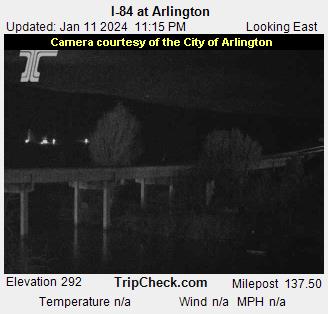 I-84 at Arlington
Updated: Jan 11 2024 11:15 PM Looking East
Camera courtesy of the City of Arlington
Elevation 292 TripCheck.com Milepost 137.50
Temperature n/a Wind n/a MPH n/a